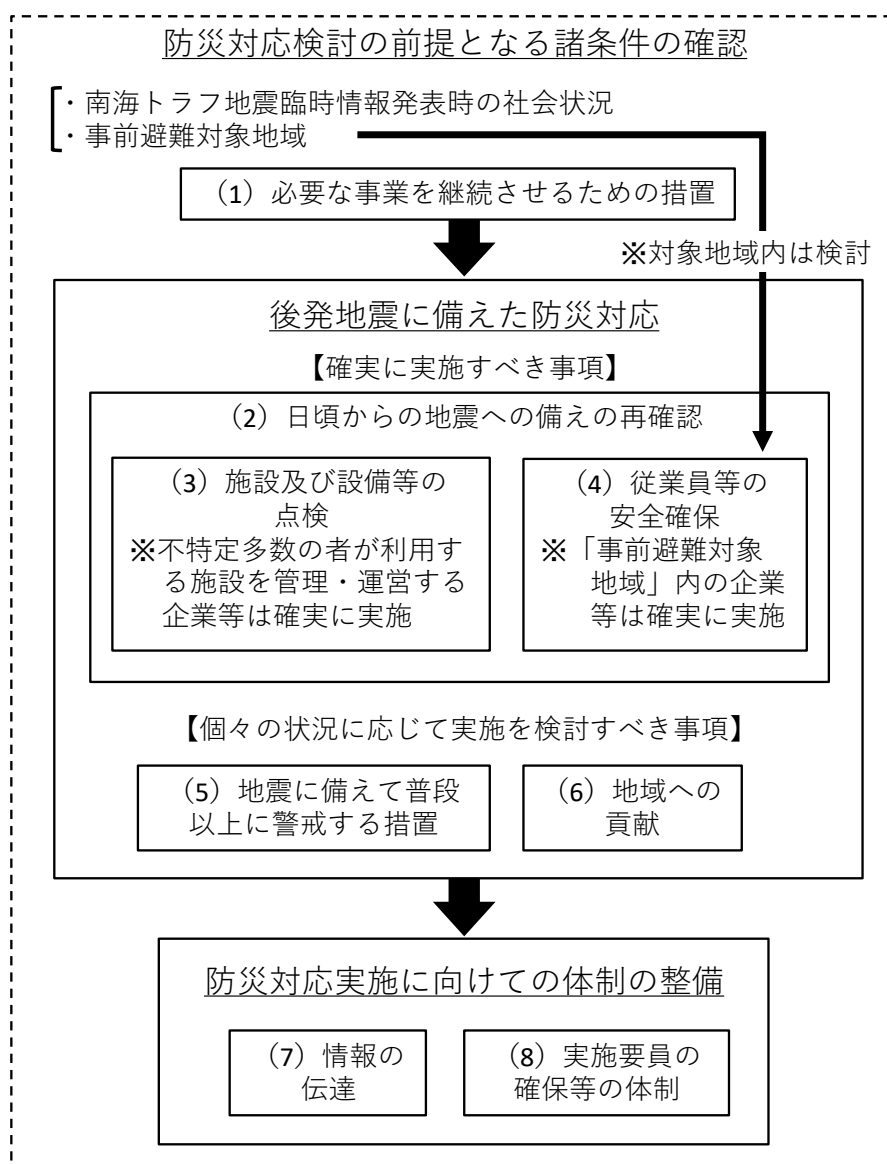 防災対応検討の前提となる諸条件の確認
・南海トラフ地震臨時情報発表時の社会状況
・事前避難対象地域
（1）必要な事業を継続させるための措置
※対象地域内は検討
後発地震に備えた防災対応
【確実に実施すべき事項】
（2）日頃からの地震への備えの再確認
（3）施設及び設備等の
点検
※不特定多数の者が利用す
る施設を管理・運営する
企業等は確実に実施
（4）従業員等の
安全確保
※「事前避難対象
地域」内の企業
等は確実に実施
【個々の状況に応じて実施を検討すべき事項】
（5）地震に備えて普段
以上に警戒する措置
（6）地域への
貢献
防災対応実施に向けての体制の整備
（7）情報の
伝達
（8）実施要員の
確保等の体制